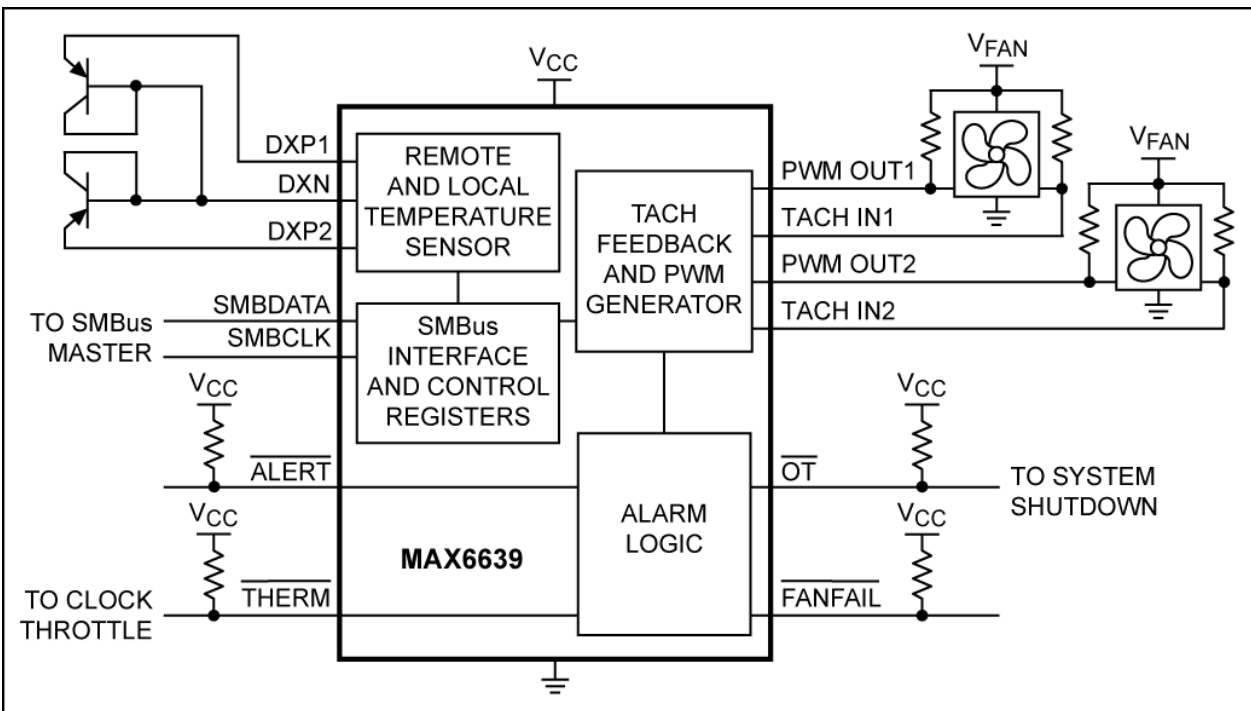 VCC
VFAN
VFAN
DXP1
DXN
DXP2
REMOTE
AND LOCAL
TEMPERATURE
SENSOR
TACH
FEEDBACK
AND PWM
GENERATOR
PWM OUT1
TACH IN1
PWM OUT2
TACH IN2
TO SMBus
MASTER
SMBDATA
SMBCLK
SMBus
INTERFACE
AND CONTROL
REGISTERS
VCC
ALERT
VCC
TO CLOCK
THROTTLE
THERM
MAX6639
ALARM
LOGIC
VCC
OT
TO SYSTEM
SHUTDOWN
VCC
FANFAIL